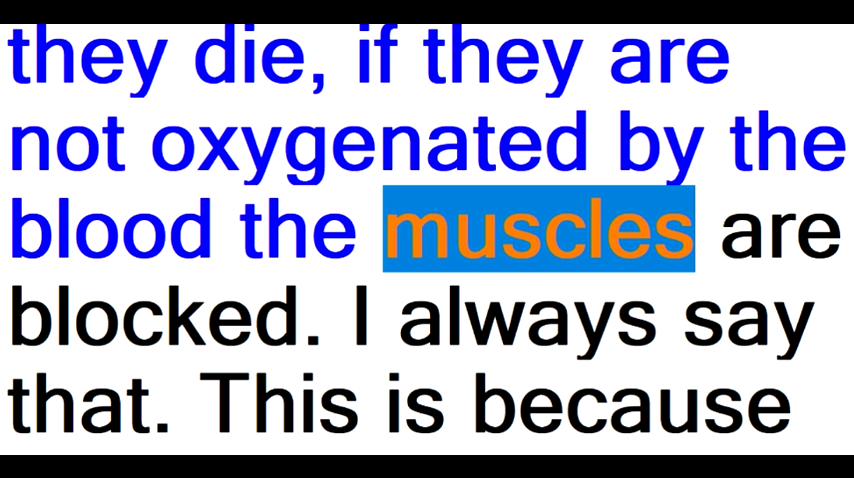 they die, if they are
not oxygenated by the
blood the muscles are
blocked. I always say
that. This is because